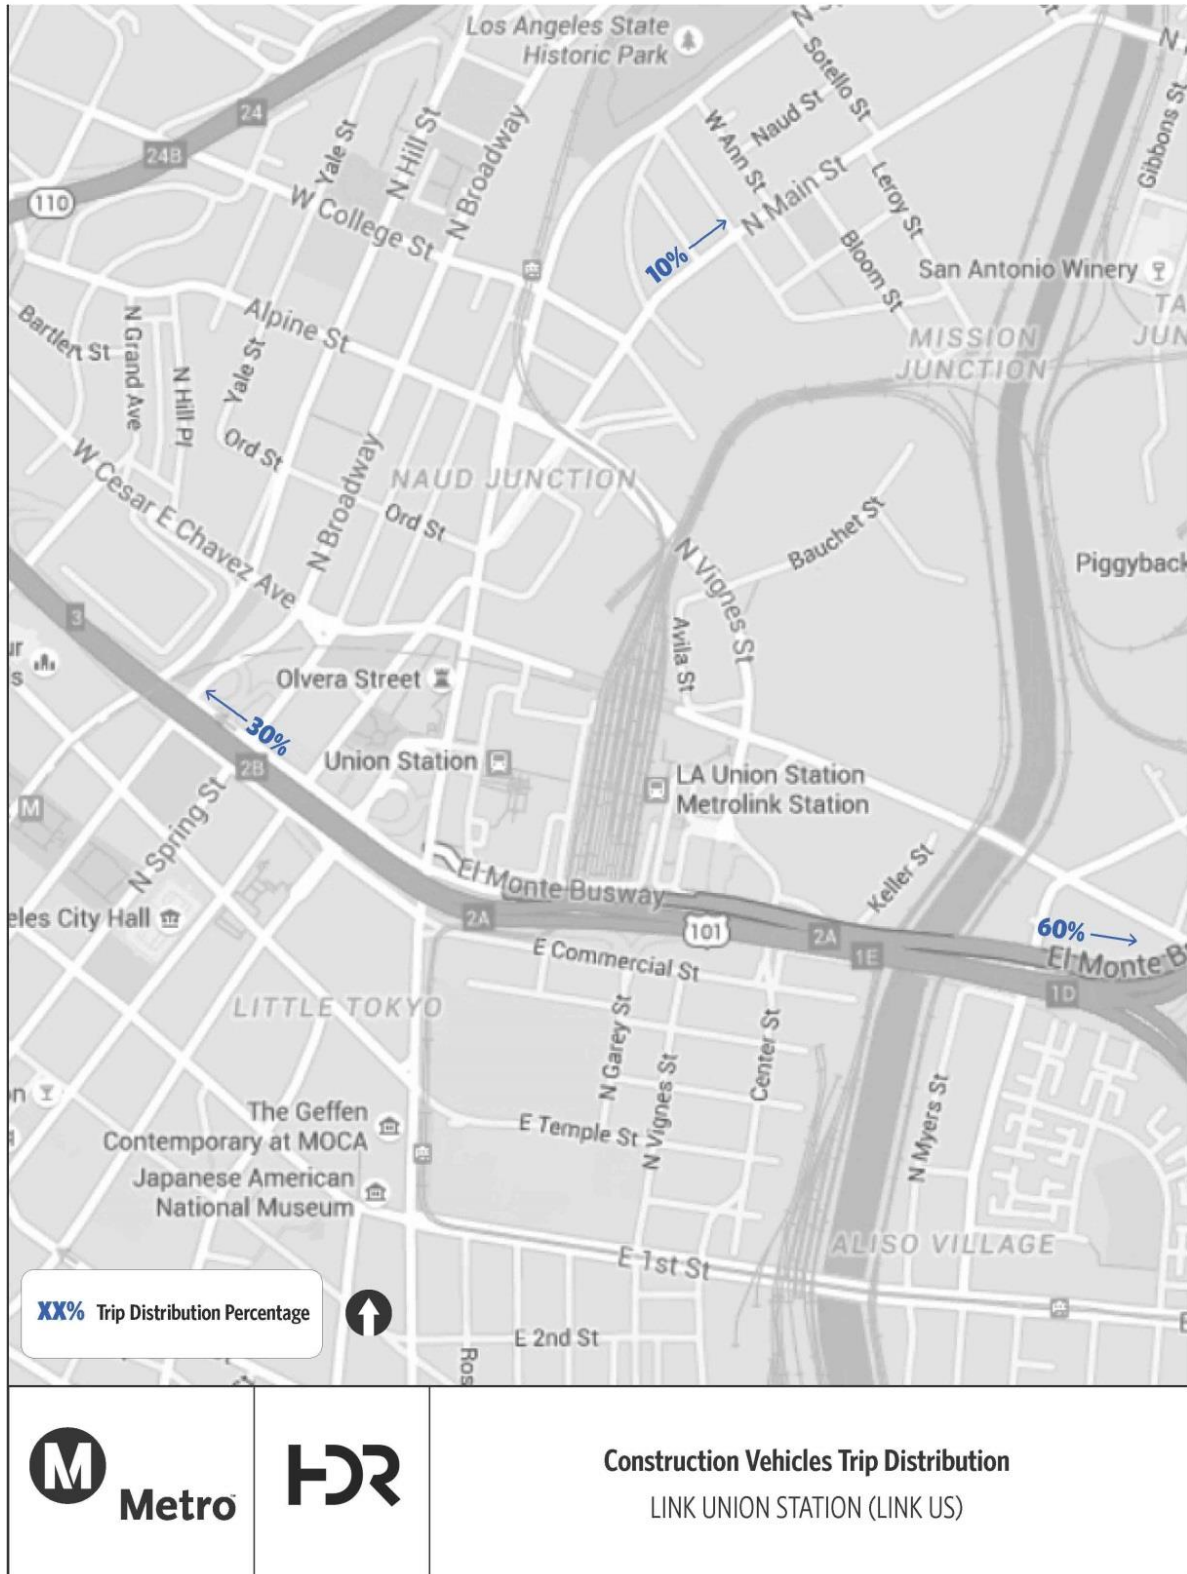 Los Angeles State
Historic Park
Sotello St
Naud St
W Ann St
Gibbons St
24
24B
110
Yale St
N Hill St
N Broadway
W College St
N Main St
Leroy St
Bloom St
10%
San Antonio Winery
MISSION
JUNCTION
Bartlett St
N Grand Ave
N Hill Pl
Alpine St
Yale St
Ord St
W Cesar E Chavez Ave
N Broadway
NAUD JUNCTION
Ord St
N Vignes St
Bauchet St
Piggyback
Avila St
3
Olvera Street
30%
2B
Union Station
LA Union Station
Metrolink Station
M
N Spring St
El Monte Busway
Keller St
eles City Hall
2A
101
2A
1E
60%
El Monte B
1D
E Commercial St
LITTLE TOKYO
N Garey St
N Vignes St
Center St
N Myers St
The Geffen
Contemporary at MOCA
E Temple St
Japanese American
National Museum
E 1st St
ALISO VILLAGE
XX% Trip Distribution Percentage
E 2nd St
Ros
M
Metro
HDR
Construction Vehicles Trip Distribution
LINK UNION STATION (LINK US)